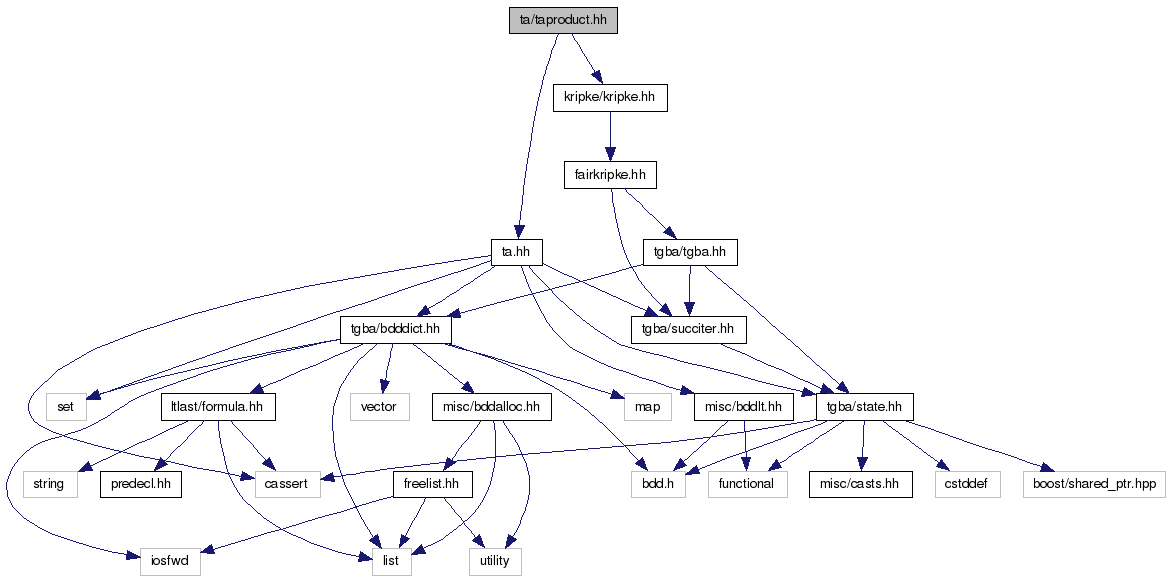 ta/taproduct.hh
kripke/kripke.hh
fairkripke.hh
ta.hh
tgba/tgba.hh
tgba/bdddict.hh
tgba/succiter.hh
set
ltlast/formula.hh
vector
misc/bddalloc.hh
map
misc/bddlt.hh
tgba/state.hh
string
predecl.hh
cassert
freelist.hh
bdd.h
functional
misc/casts.hh
cstddef
boost/shared_ptr.hpp
iosfwd
list
utility